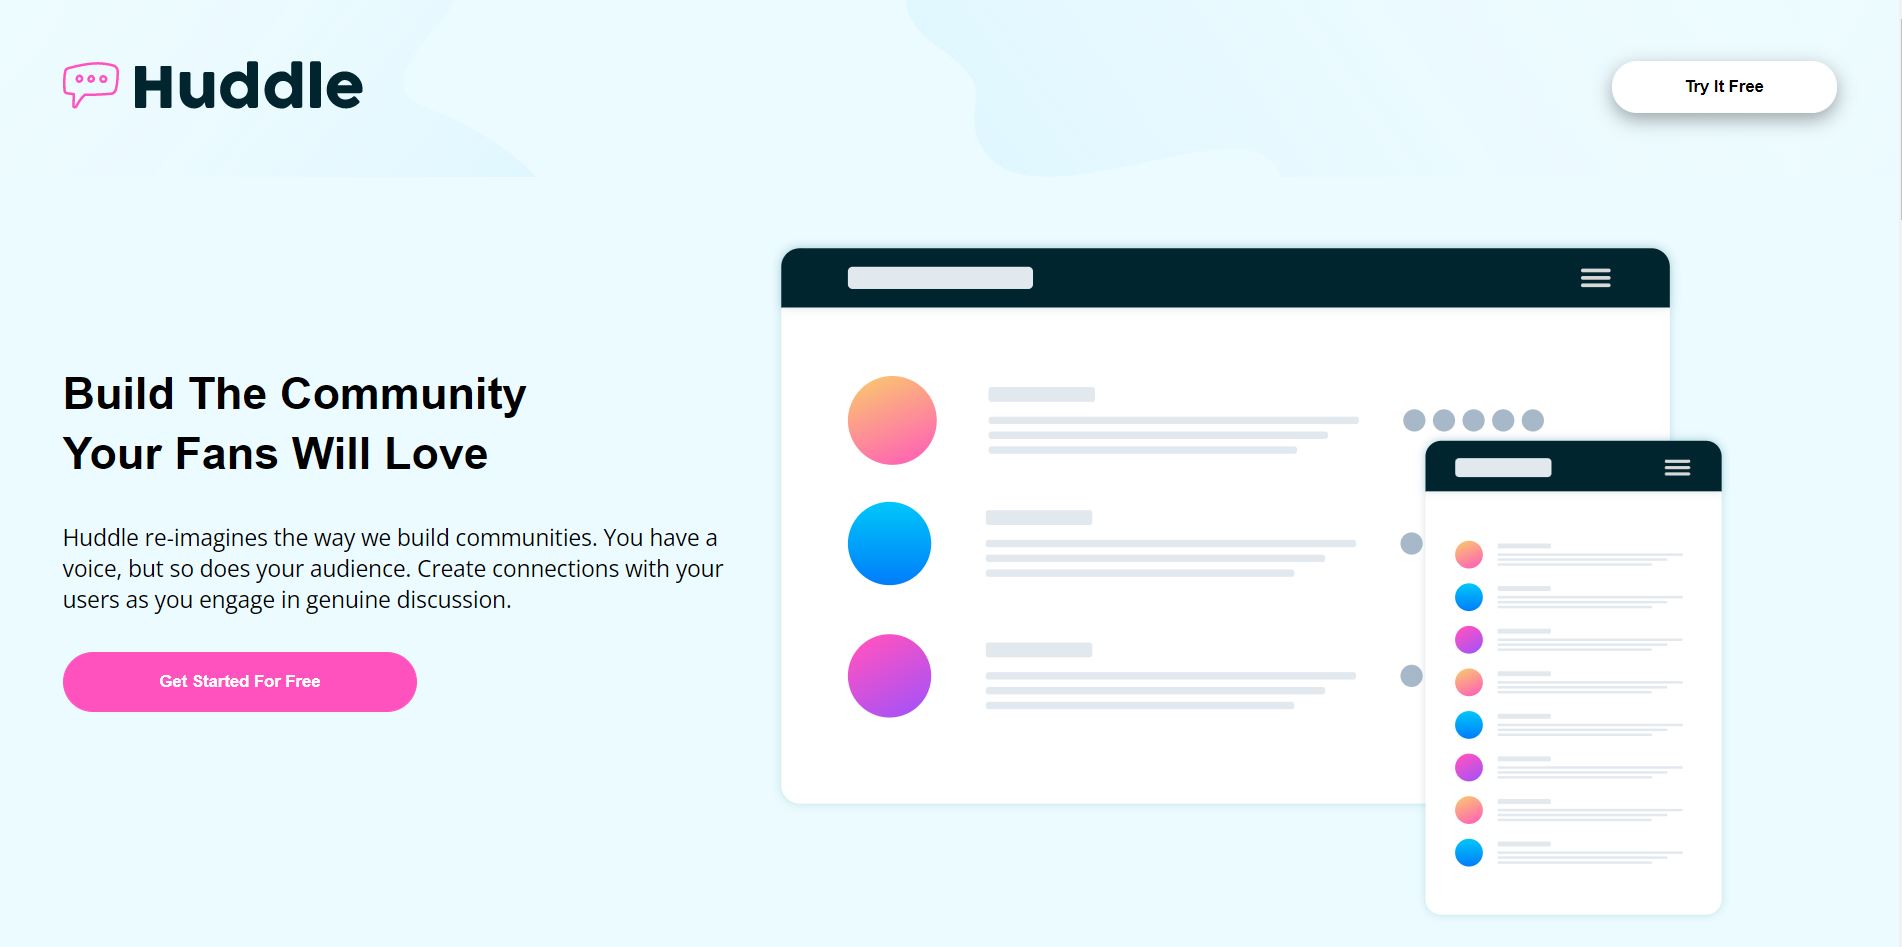 Huddle
Try It Free
Build The Community
Your Fans Will Love
Huddle re-imagines the way we build communities. You have a
voice, but so does your audience. Create connections with your
users as you engage in genuine discussion.
Get Started For Free